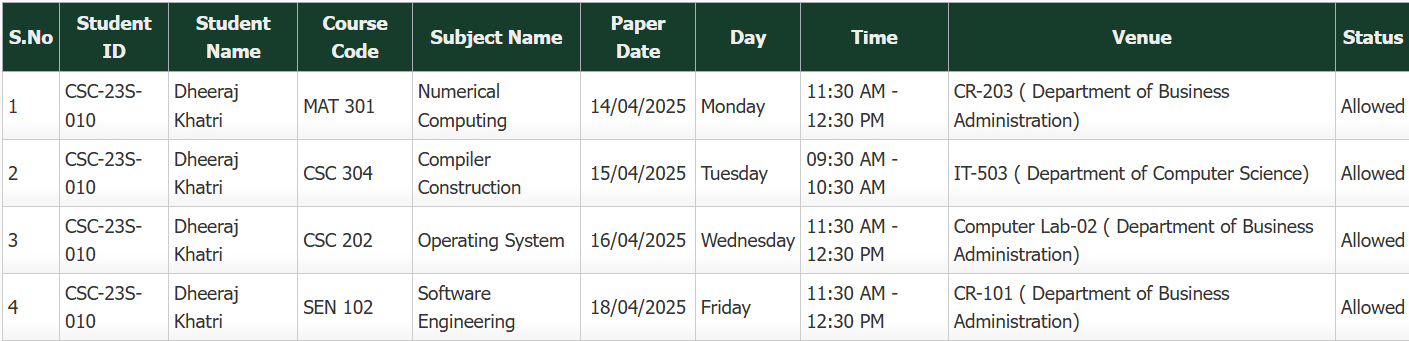 S.No Student ID Student Name Course Code Subject Name Paper Date Day Time Venue Status
1 CSC-23S-010 Dheeraj Khatri MAT 301 Numerical Computing 14/04/2025 Monday 11:30 AM - 12:30 PM CR-203 ( Department of Business Administration) Allowed
2 CSC-23S-010 Dheeraj Khatri CSC 304 Compiler Construction 15/04/2025 Tuesday 09:30 AM - 10:30 AM IT-503 ( Department of Computer Science) Allowed
3 CSC-23S-010 Dheeraj Khatri CSC 202 Operating System 16/04/2025 Wednesday 11:30 AM - 12:30 PM Computer Lab-02 ( Department of Business Administration) Allowed
4 CSC-23S-010 Dheeraj Khatri SEN 102 Software Engineering 18/04/2025 Friday 11:30 AM - 12:30 PM CR-101 ( Department of Business Administration) Allowed